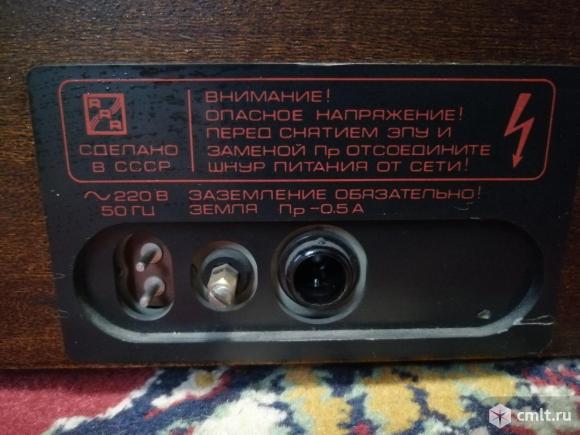 RRR
СДЕЛАНО
В СССР
ВНИМАНИЕ!
ОПАСНОЕ НАПРЯЖЕНИЕ!
ПЕРЕД СНЯТИЕМ ЭПУ И
ЗАМЕНОЙ Пр ОТСОЕДИНИТЕ
ШНУР ПИТАНИЯ ОТ СЕТИ!
~ 220 В
50 ГЦ
ЗАЗЕМЛЕНИЕ ОБЯЗАТЕЛЬНО!
ЗЕМЛЯ Пр -0.5 А
cmlt.ru